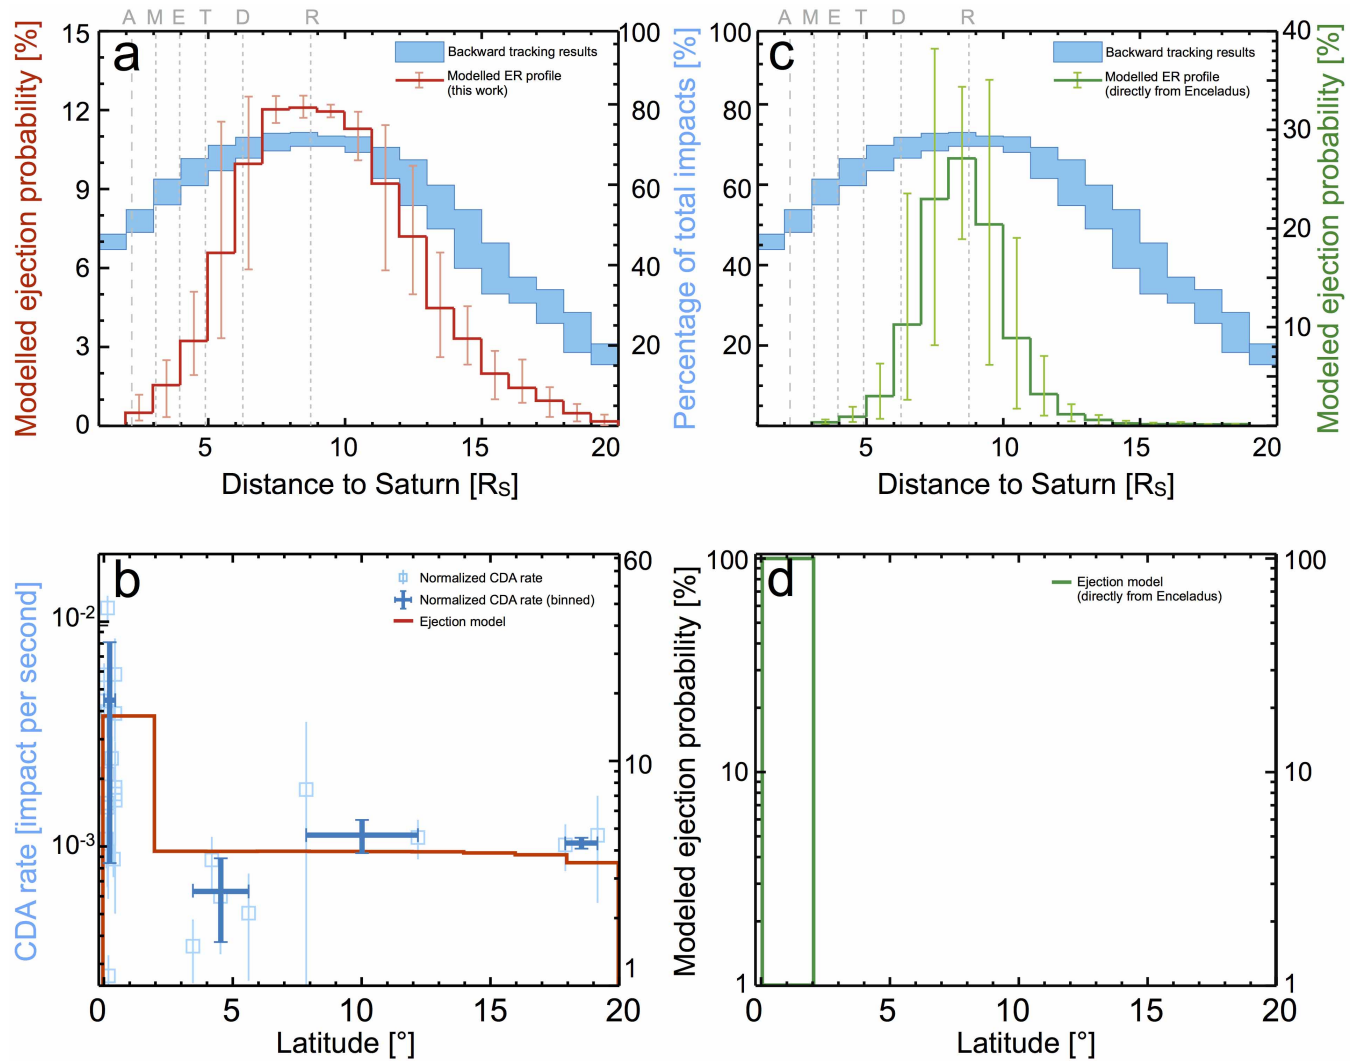 A M E T D R
a
15
12
9
6
3
0
100
80
60
40
20
5 10 15 20
Modelled ejection probability [%]
Percentage of total impacts [%]
Backward tracking results
Modelled ER profile
(this work)
Distance to Saturn [RS]
A M E T D R
c
100
80
60
40
20
40
30
20
10
5 10 15 20
Modeled ejection probability [%]
Backward tracking results
Modelled ER profile
(directly from Enceladus)
Distance to Saturn [RS]
b
10-2
10-3
60
10
1
0 5 10 15 20
CDA rate [impact per second]
Normalized CDA rate
Normalized CDA rate (binned)
Ejection model
Latitude [°]
d
100
10
1
100
10
1
0 5 10 15 20
Modeled ejection probability [%]
Ejection model
(directly from Enceladus)
Latitude [°]